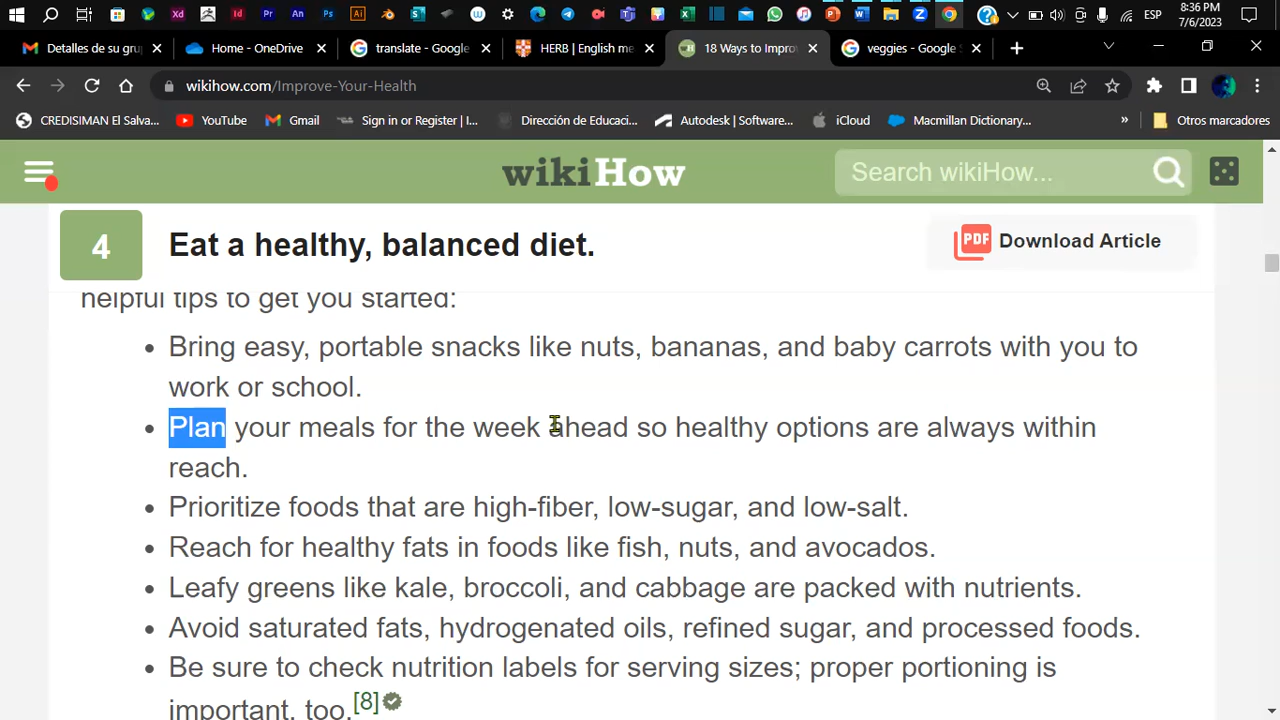 8:36 PM
ESP
7/6/2023
Detalles de su gru
Home - OneDrive
translate - Google
HERB | English me
18 Ways to Impro
veggies - Google S
wikihow.com/Improve-Your-Health
CREDISIMAN El Salva...
YouTube
Gmail
Sign in or Register | I...
Dirección de Educaci...
Autodesk | Software...
iCloud
Macmillan Dictionary...
»
Otros marcadores
wikiHow
Search wikiHow...
4
Eat a healthy, balanced diet.
PDF
Download Article
helpful tips to get you started:
• Bring easy, portable snacks like nuts, bananas, and baby carrots with you to
work or school.
• Plan your meals for the week ahead so healthy options are always within
reach.
• Prioritize foods that are high-fiber, low-sugar, and low-salt.
• Reach for healthy fats in foods like fish, nuts, and avocados.
• Leafy greens like kale, broccoli, and cabbage are packed with nutrients.
• Avoid saturated fats, hydrogenated oils, refined sugar, and processed foods.
• Be sure to check nutrition labels for serving sizes; proper portioning is
important, too.[8]